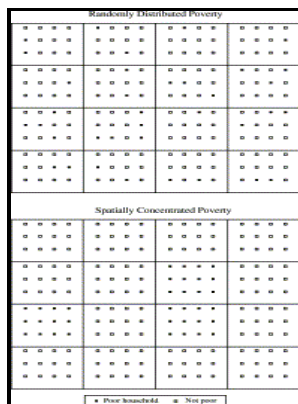 Randomly Distributed Poverty
Spatially Concentrated Poverty
Poor household Not poor